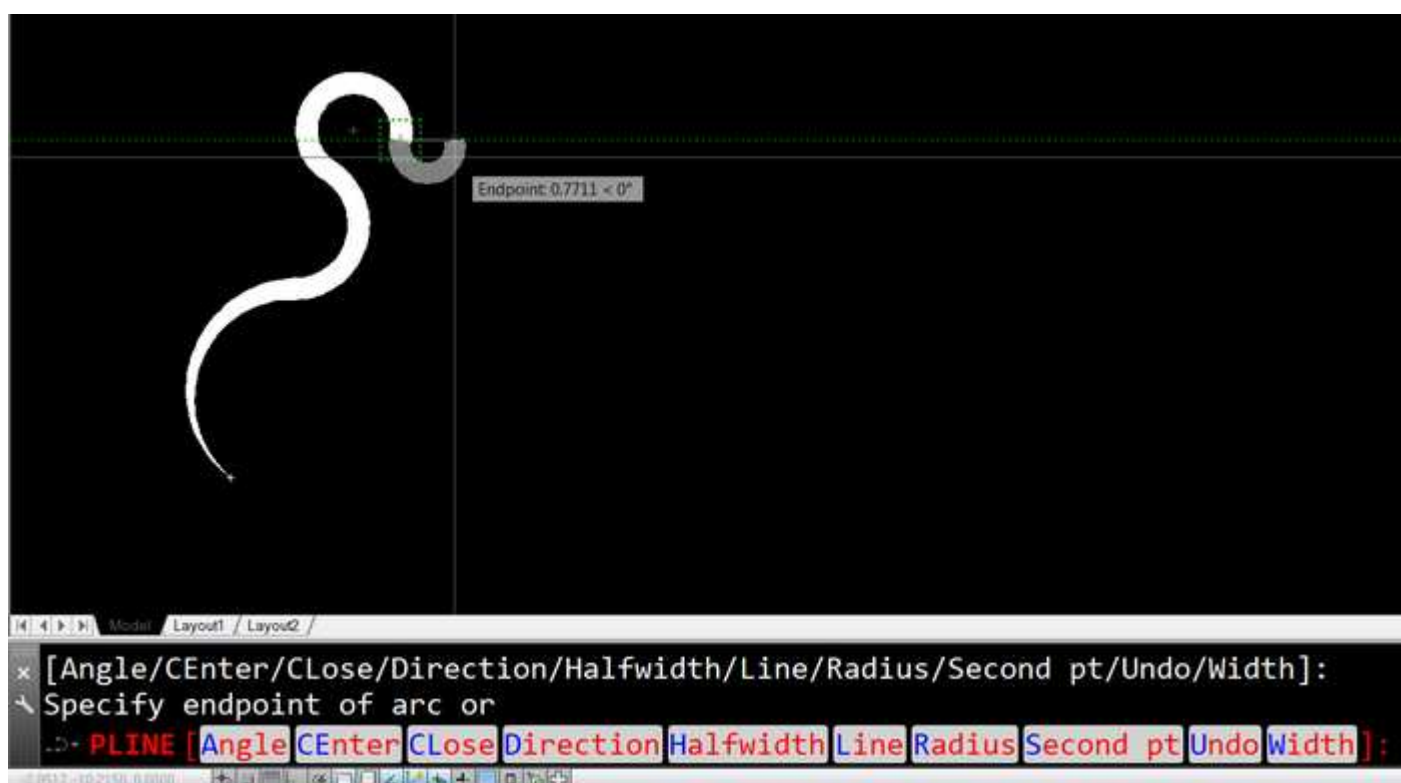 Endpoint: 0.7711 < 0°
Model Layout1 Layout2
[Angle/CEnter/CLose/Direction/Halfwidth/Line/Radius/Second pt/Undo/Width]:
Specify endpoint of arc or
PLINE [Angle CEnter CLose Direction Halfwidth Line Radius Second pt Undo Width]: